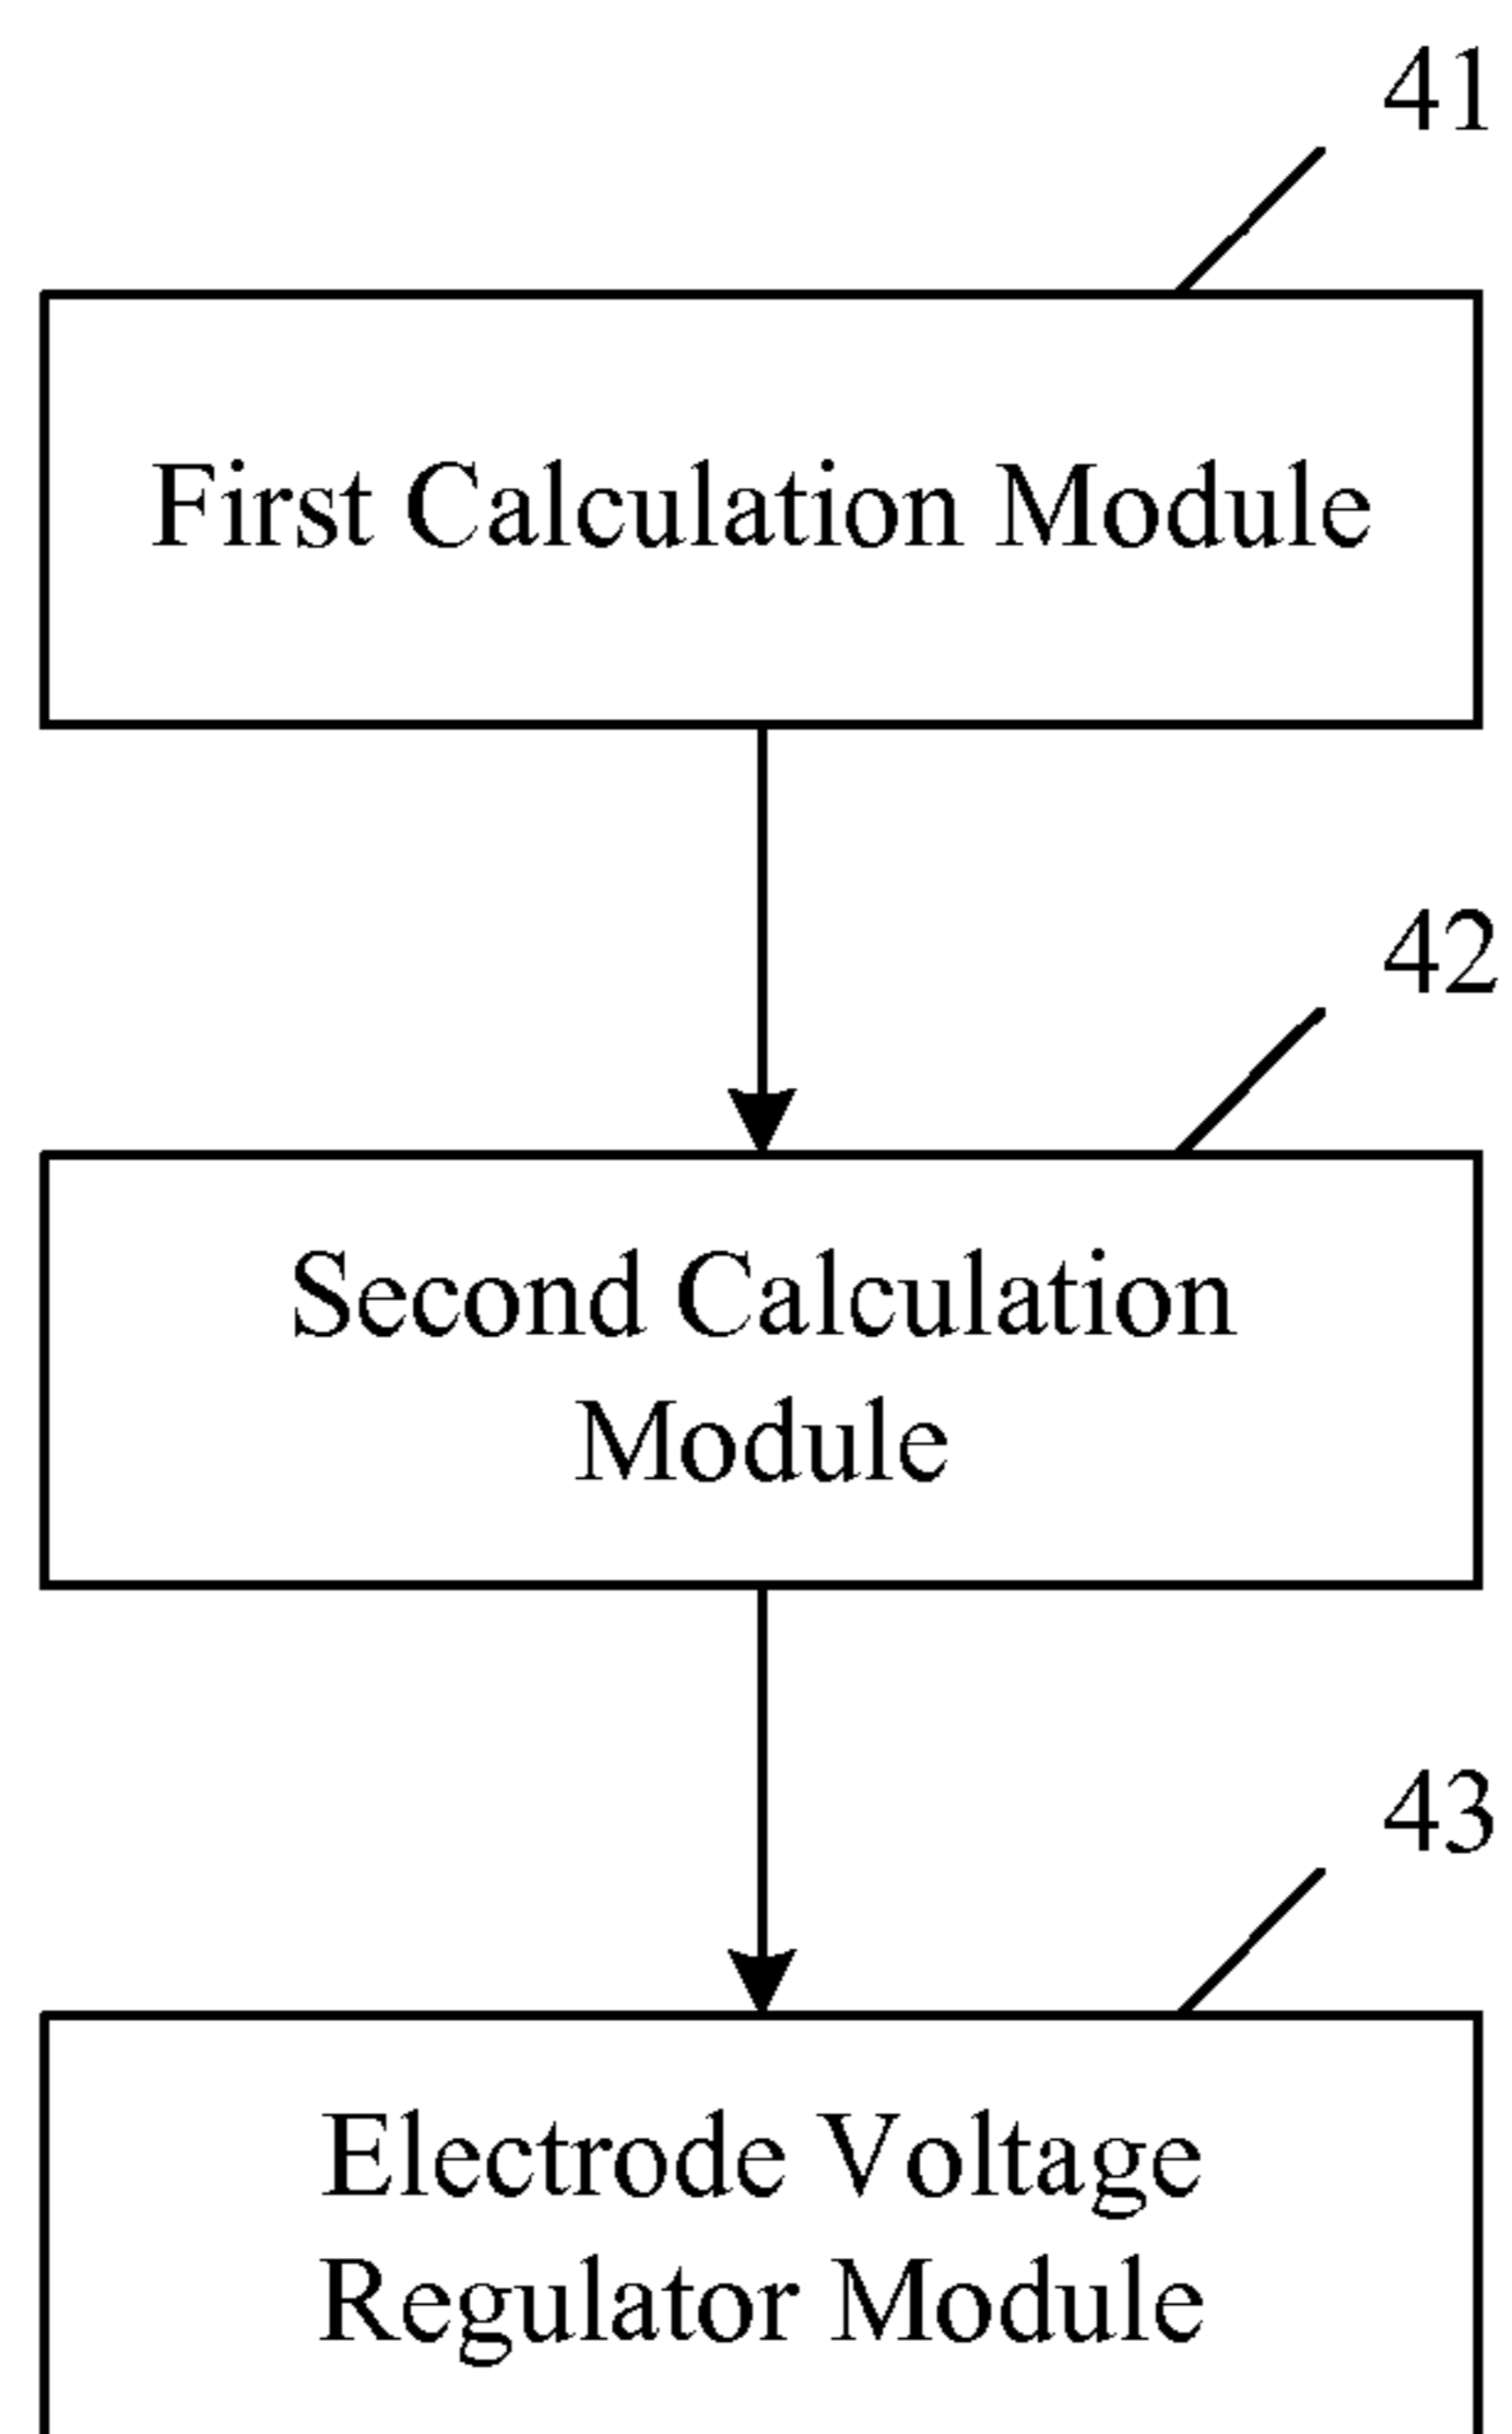 41
First Calculation Module
42
Second Calculation
Module
43
Electrode Voltage
Regulator Module